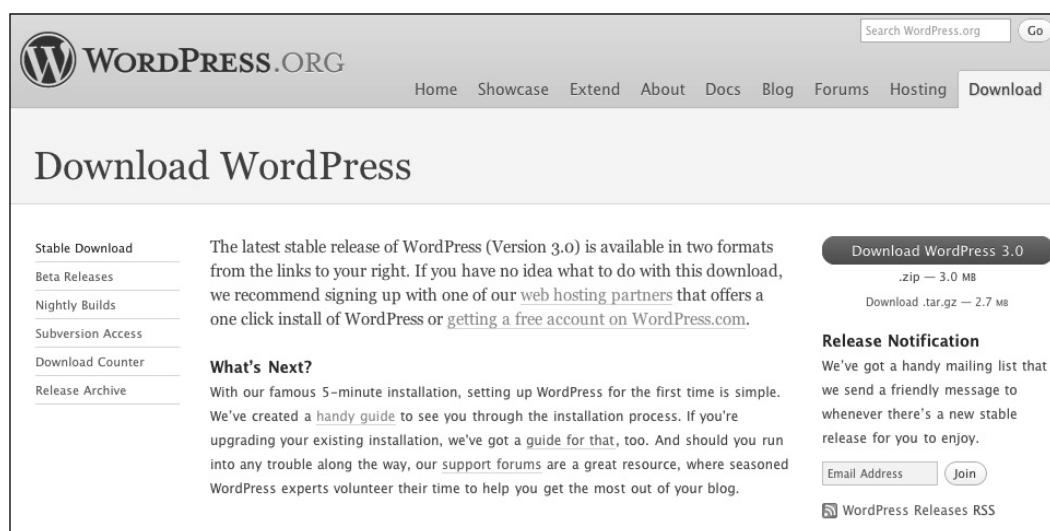 Search WordPress.org Go
WORDPRESS.ORG
Home Showcase Extend About Docs Blog Forums Hosting Download
Download WordPress
Stable Download
Beta Releases
Nightly Builds
Subversion Access
Download Counter
Release Archive
The latest stable release of WordPress (Version 3.0) is available in two formats
from the links to your right. If you have no idea what to do with this download,
we recommend signing up with one of our web hosting partners that offers a
one click install of WordPress or getting a free account on WordPress.com.
What's Next?
With our famous 5-minute installation, setting up WordPress for the first time is simple.
We've created a handy guide to see you through the installation process. If you're
upgrading your existing installation, we've got a guide for that, too. And should you run
into any trouble along the way, our support forums are a great resource, where seasoned
WordPress experts volunteer their time to help you get the most out of your blog.
Download WordPress 3.0
.zip — 3.0 MB
Download .tar.gz — 2.7 MB
Release Notification
We've got a handy mailing list that
we send a friendly message to
whenever there's a new stable
release for you to enjoy.
Email Address Join
WordPress Releases RSS